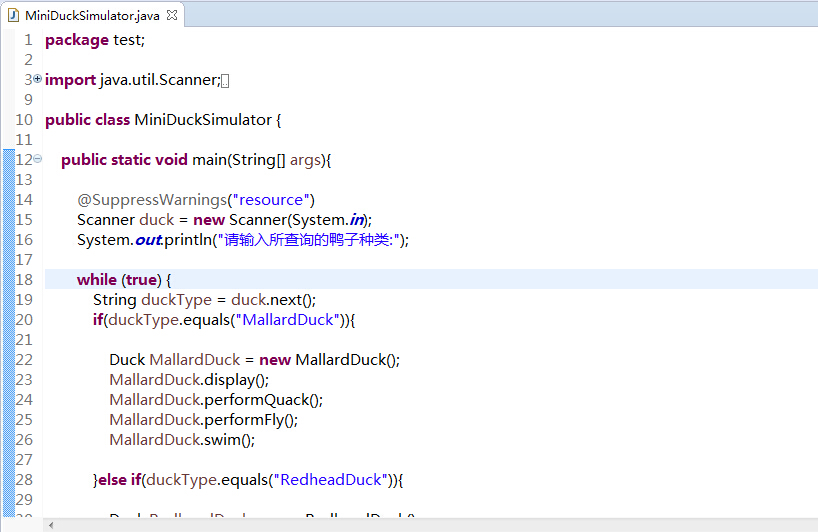 MiniDuckSimulator.java
1 package test;
2
3 import java.util.Scanner;
9
10 public class MiniDuckSimulator {
11
12 public static void main(String[] args){
13
14 @SuppressWarnings("resource")
15 Scanner duck = new Scanner(System.in);
16 System.out.println("请输入所查询的鸭子种类:");
17
18 while (true) {
19 String duckType = duck.next();
20 if(duckType.equals("MallardDuck")){
21
22 Duck MallardDuck = new MallardDuck();
23 MallardDuck.display();
24 MallardDuck.performQuack();
25 MallardDuck.performFly();
26 MallardDuck.swim();
27
28 }else if(duckType.equals("RedheadDuck")){
29